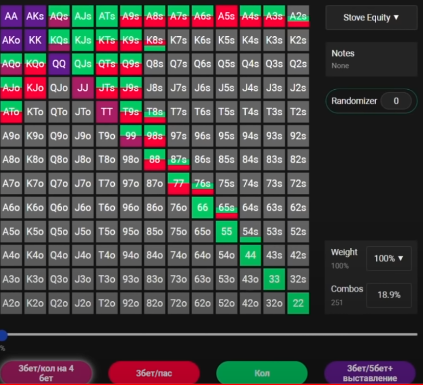 AA AKs AQs AJs ATs A9s A8s A7s A6s A5s A4s A3s A2s
Stove Equity ▼
AKo KK KQs KJs KTs K9s K8s K7s K6s K5s K4s K3s K2s
AQo KQo QQ QJs QTs Q9s Q8s Q7s Q6s Q5s Q4s Q3s Q2s
Notes
None
AJo KJo QJo JJ JTs J9s J8s J7s J6s J5s J4s J3s J2s
Randomizer 0
ATo KTo QTo JTo TT T9s T8s T7s T6s T5s T4s T3s T2s
A9o K9o Q9o J9o T9o 99 98s 97s 96s 95s 94s 93s 92s
A8o K8o Q8o J8o T8o 98o 88 87s 86s 85s 84s 83s 82s
A7o K7o Q7o J7o T7o 97o 87o 77 76s 75s 74s 73s 72s
A6o K6o Q6o J6o T6o 96o 86o 76o 66 65s 64s 63s 62s
A5o K5o Q5o J5o T5o 95o 85o 75o 65o 55 54s 53s 52s
A4o K4o Q4o J4o T4o 94o 84o 74o 64o 54o 44 43s 42s
Weight
100%
100% ▼
A3o K3o Q3o J3o T3o 93o 83o 73o 63o 53o 43o 33 32s
Combos
251
18.9%
A2o K2o Q2o J2o T2o 92o 82o 72o 62o 52o 42o 32o 22
%
3бет/кол на 4
бет
3бет/пас
Кол
3бет/5бет+
выставление